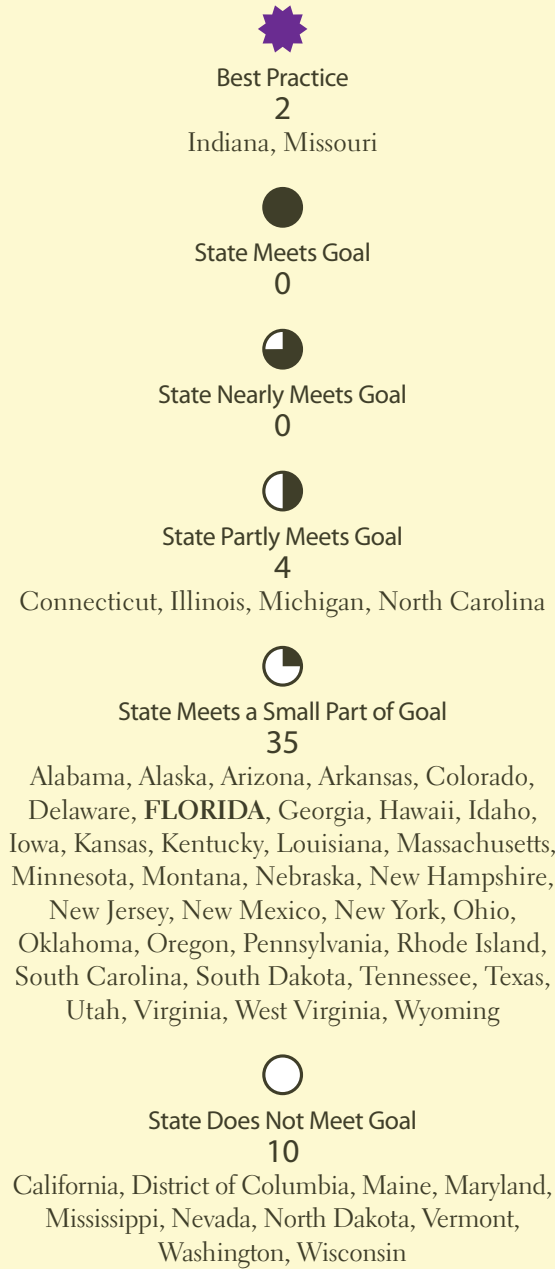 Best Practice
2
Indiana, Missouri
State Meets Goal
0
State Nearly Meets Goal
0
State Partly Meets Goal
4
Connecticut, Illinois, Michigan, North Carolina
State Meets a Small Part of Goal
35
Alabama, Alaska, Arizona, Arkansas, Colorado,
Delaware, FLORIDA, Georgia, Hawaii, Idaho,
Iowa, Kansas, Kentucky, Louisiana, Massachusetts,
Minnesota, Montana, Nebraska, New Hampshire,
New Jersey, New Mexico, New York, Ohio,
Oklahoma, Oregon, Pennsylvania, Rhode Island,
South Carolina, South Dakota, Tennessee, Texas,
Utah, Virginia, West Virginia, Wyoming
State Does Not Meet Goal
10
California, District of Columbia, Maine, Maryland,
Mississippi, Nevada, North Dakota, Vermont,
Washington, Wisconsin